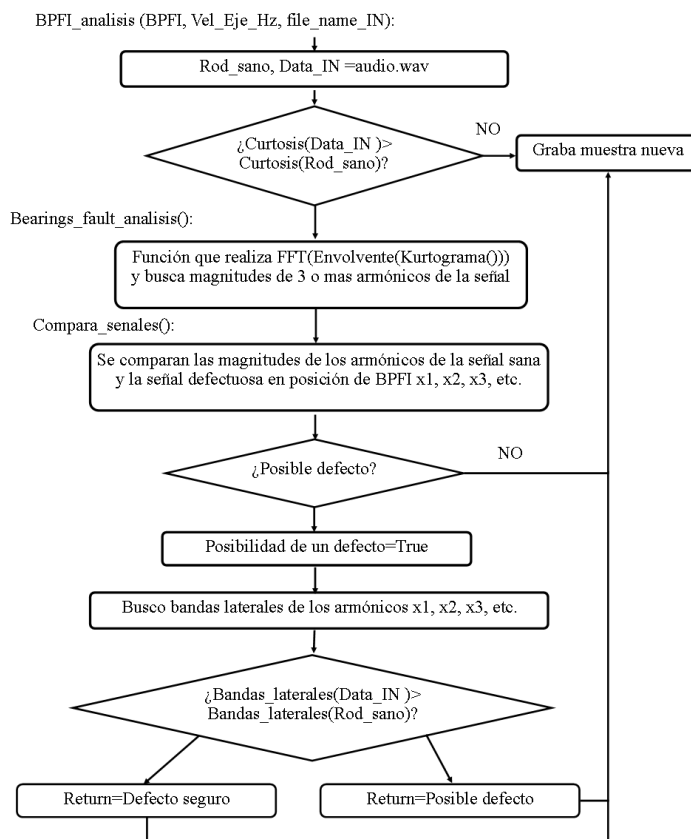 BPFI_analisis (BPFI, Vel_Eje_Hz, file_name_IN):
Rod_sano, Data_IN =audio.wav
¿Curtosis(Data_IN )>
Curtosis(Rod_sano)?
NO
Graba muestra nueva
Bearings_fault_analisis():
Función que realiza FFT(Envolvente(Kurtograma()))
y busca magnitudes de 3 o mas armónicos de la señal
Compara_senales():
Se comparan las magnitudes de los armónicos de la señal sana
y la señal defectuosa en posición de BPFI x1, x2, x3, etc.
¿Posible defecto?
NO
Posibilidad de un defecto=True
Busco bandas laterales de los armónicos x1, x2, x3, etc.
¿Bandas_laterales(Data_IN )>
Bandas_laterales(Rod_sano)?
Return=Defecto seguro
Return=Posible defecto